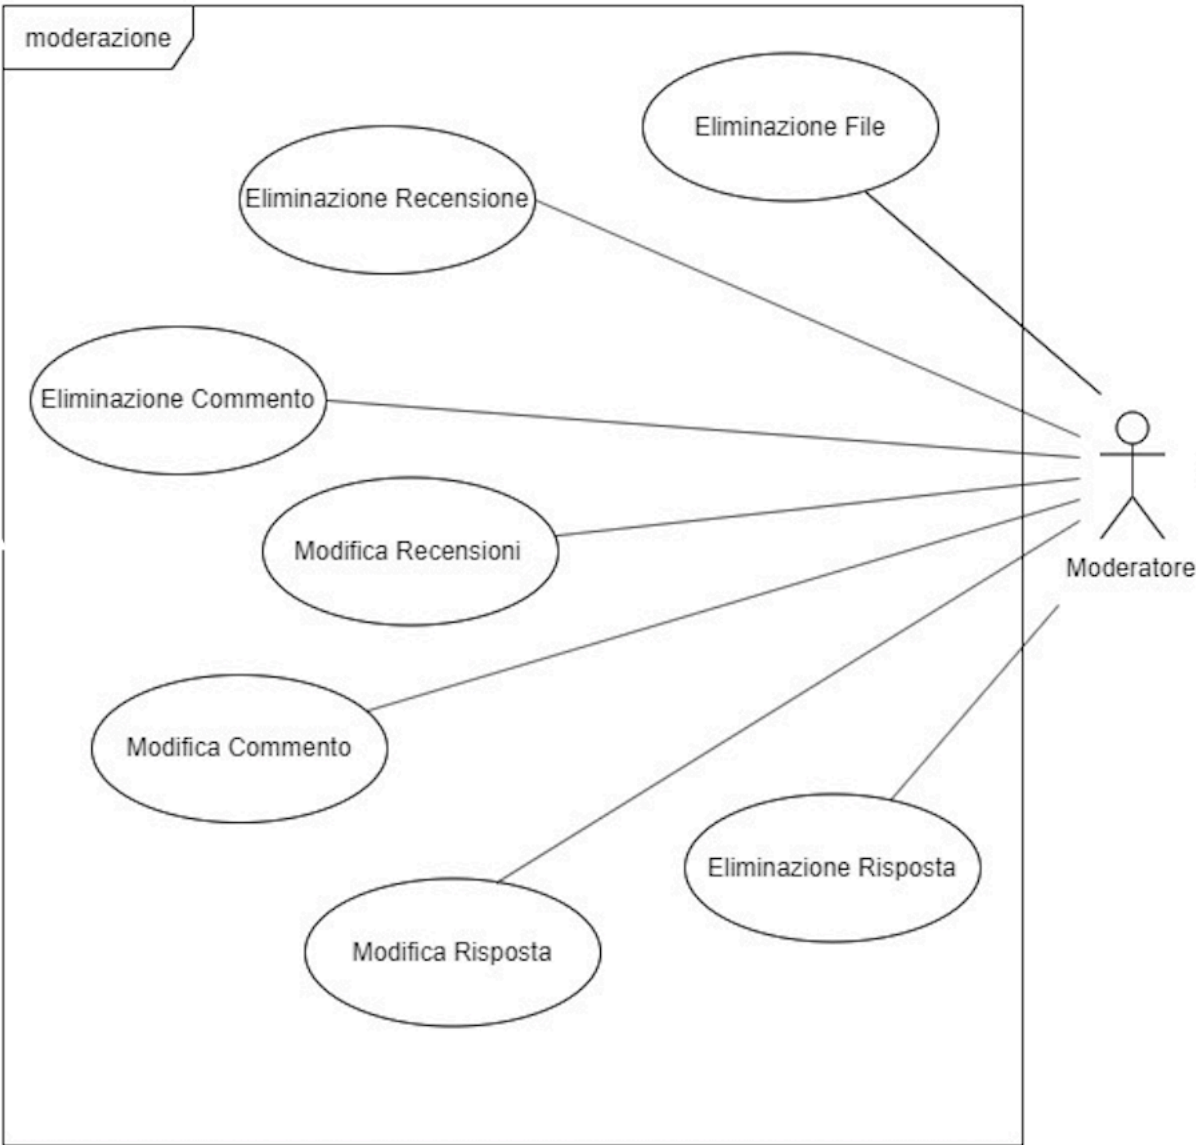 moderazione
Eliminazione File
Eliminazione Recensione
Eliminazione Commento
Modifica Recensioni
Moderatore
Modifica Commento
Eliminazione Risposta
Modifica Risposta